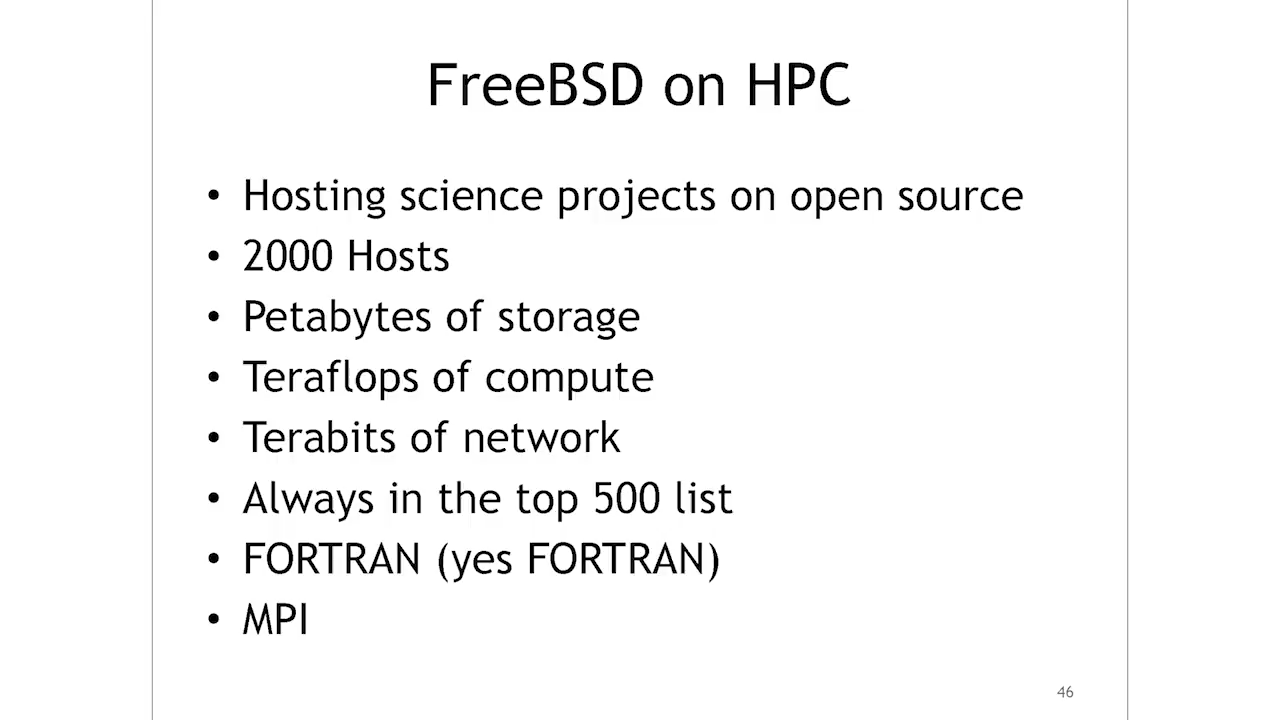 FreeBSD on HPC
• Hosting science projects on open source
• 2000 Hosts
• Petabytes of storage
• Teraflops of compute
• Terabits of network
• Always in the top 500 list
• FORTRAN (yes FORTRAN)
• MPI
46